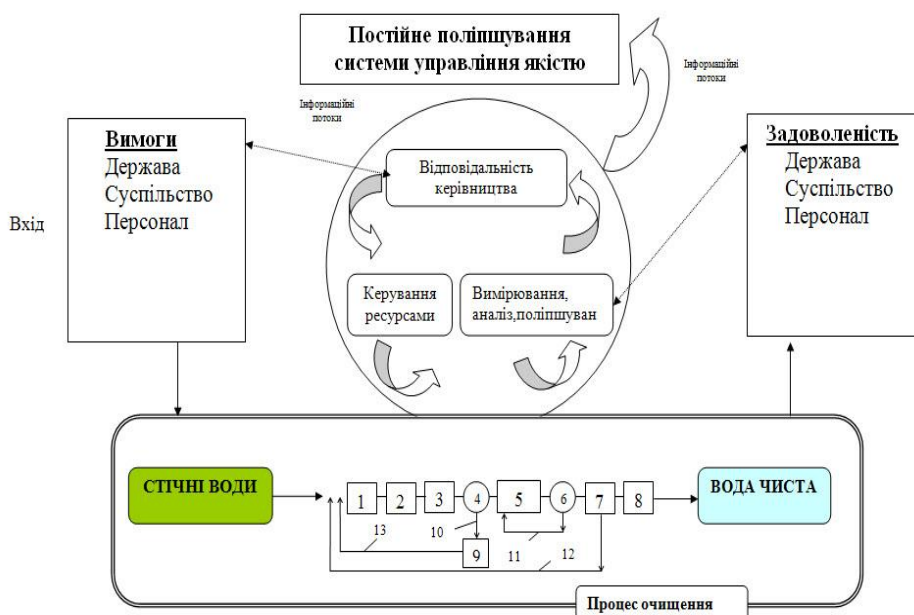 Постійне поліпшування
системи управління якістю
Інформаційні
потоки
Інформаційні
потоки
Вимоги
Держава
Суспільство
Персонал
Вхід
Відповідальність
керівництва
Керування
ресурсами
Вимірювання,
аналіз,поліпшуван
Задоволеність
Держава
Суспільство
Персонал
СТІЧНІ ВОДИ
1 2 3 4 5 6 7 8
ВОДА ЧИСТА
13 10 9 11 12
Процес очищення